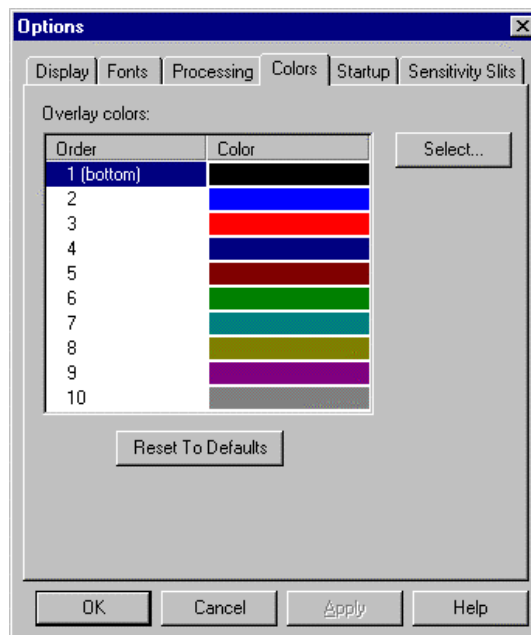 Options
Display Fonts Processing Colors Startup Sensitivity Slits
Overlay colors:
Order Color
Select...
1 (bottom)
2
3
4
5
6
7
8
9
10
Reset To Defaults
OK Cancel Apply Help